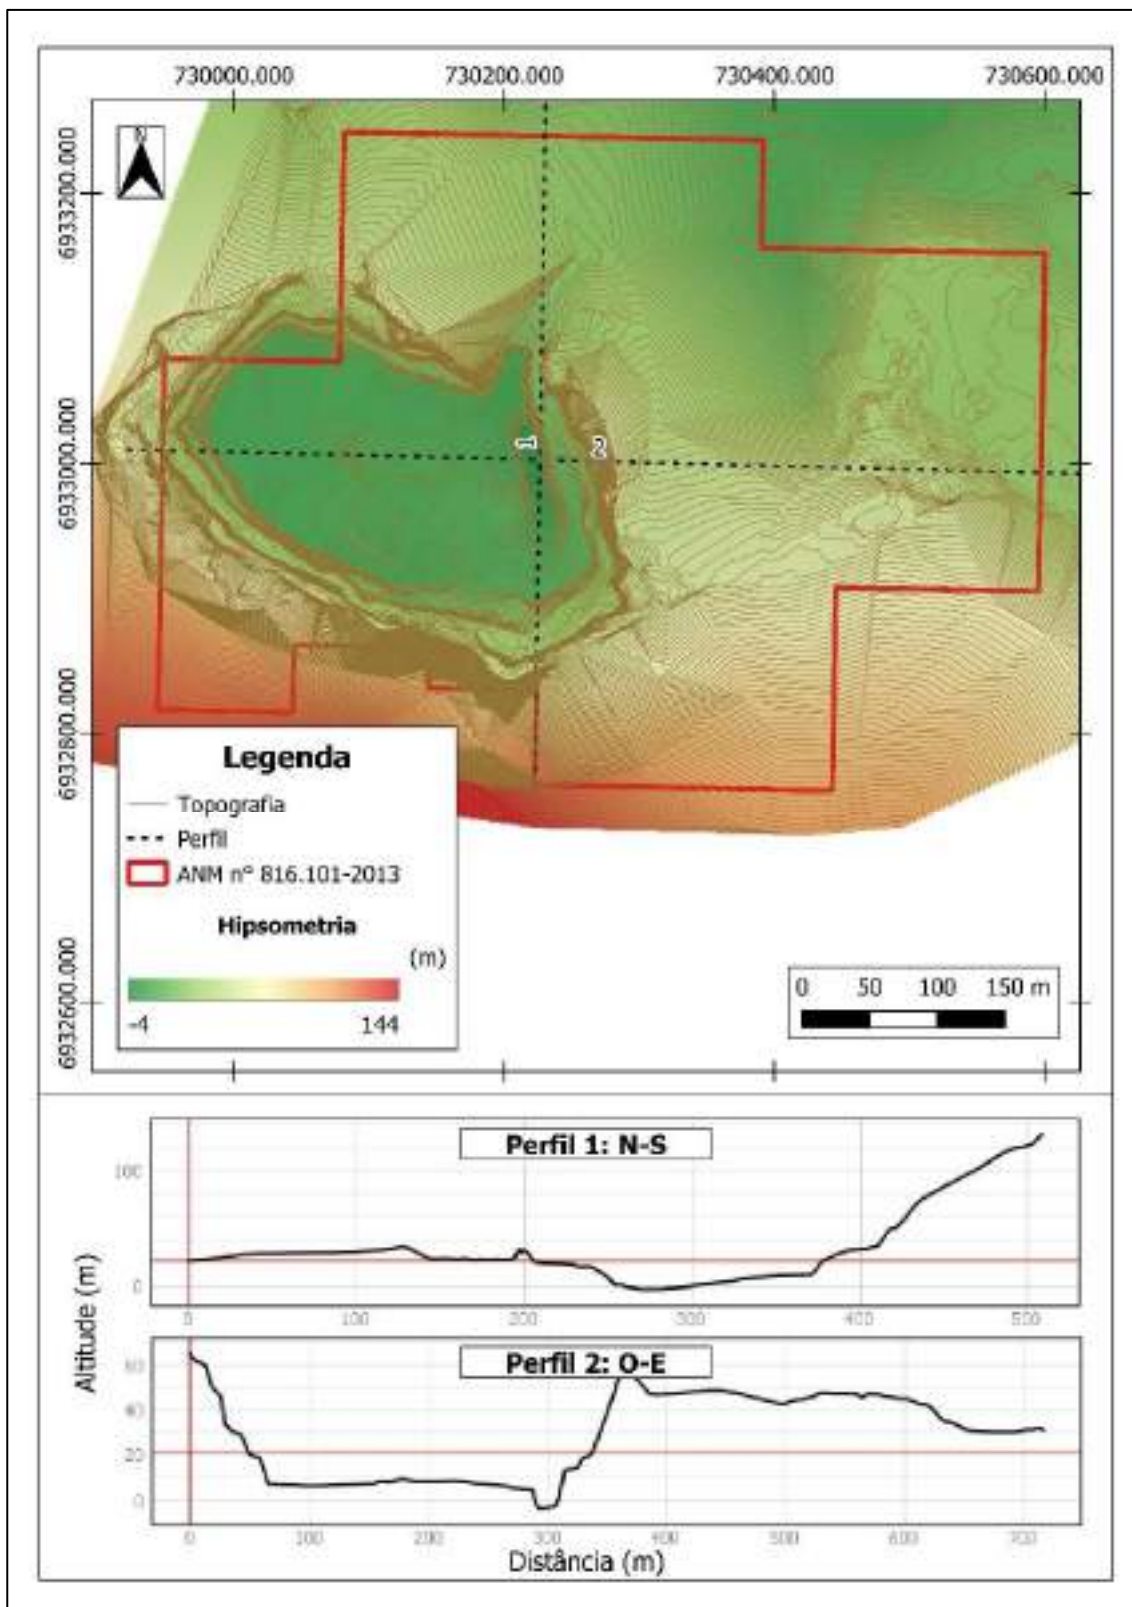 730000.000 730200.000 730400.000 730600.000
N
6933200.000
6933000.000
6932800.000
6932600.000
1
2
Legenda
Topografia
Perfil
ANM nº 816.101-2013
Hipsometria
(m)
-4 144
0 50 100 150 m
Perfil 1: N-S
100
0
0 100 200 300 400 500
Altitude (m)
Perfil 2: O-E
60
40
20
0
0 100 200 300 400 500 600 700
Distância (m)